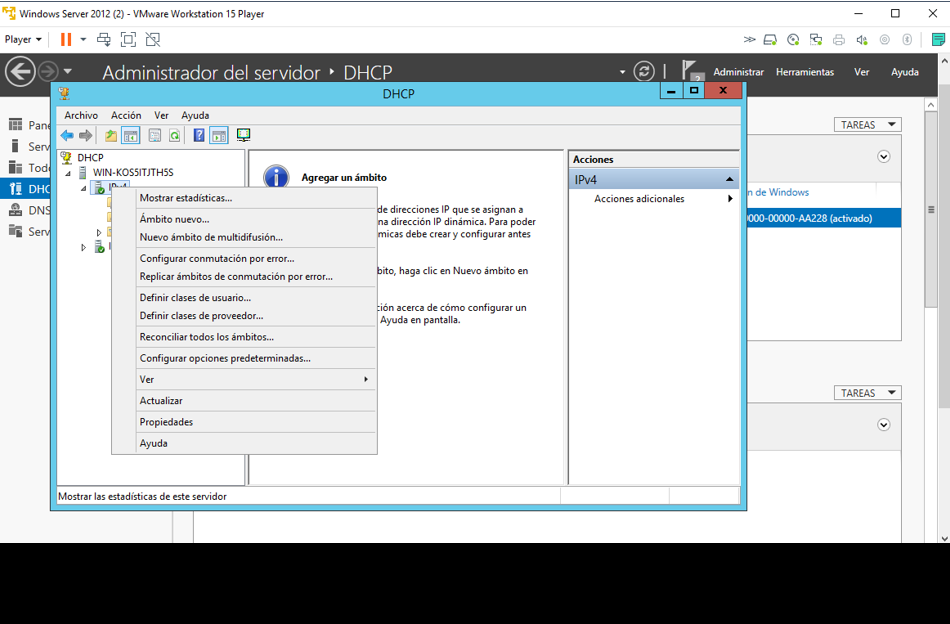 Windows Server 2012 (2) - VMware Workstation 15 Player
Player
Administrador del servidor
DHCP
2
Administrar
Herramientas
Ver
Ayuda
DHCP
Archivo
Acción
Ver
Ayuda
DHCP
WIN-KOS5ITJTH5S
IPv4
Mostrar estadísticas...
Ámbito nuevo...
Nuevo ámbito de multidifusión...
Configurar conmutación por error...
Replicar ámbitos de conmutación por error...
Definir clases de usuario...
Definir clases de proveedor...
Reconciliar todos los ámbitos...
Configurar opciones predeterminadas...
Ver
Actualizar
Propiedades
Ayuda
Agregar un ámbito
de direcciones IP que se asignan a
na dirección IP dinámica. Para poder
micas debe crear y configurar antes
bito, haga clic en Nuevo ámbito en
ción acerca de cómo configurar un
Ayuda en pantalla.
Acciones
IPv4
Acciones adicionales
Mostrar las estadísticas de este servidor
Pane
Serv
Todo
DHC
DNS
Serv
TAREAS
n de Windows
0000-00000-AA228 (activado)
TAREAS